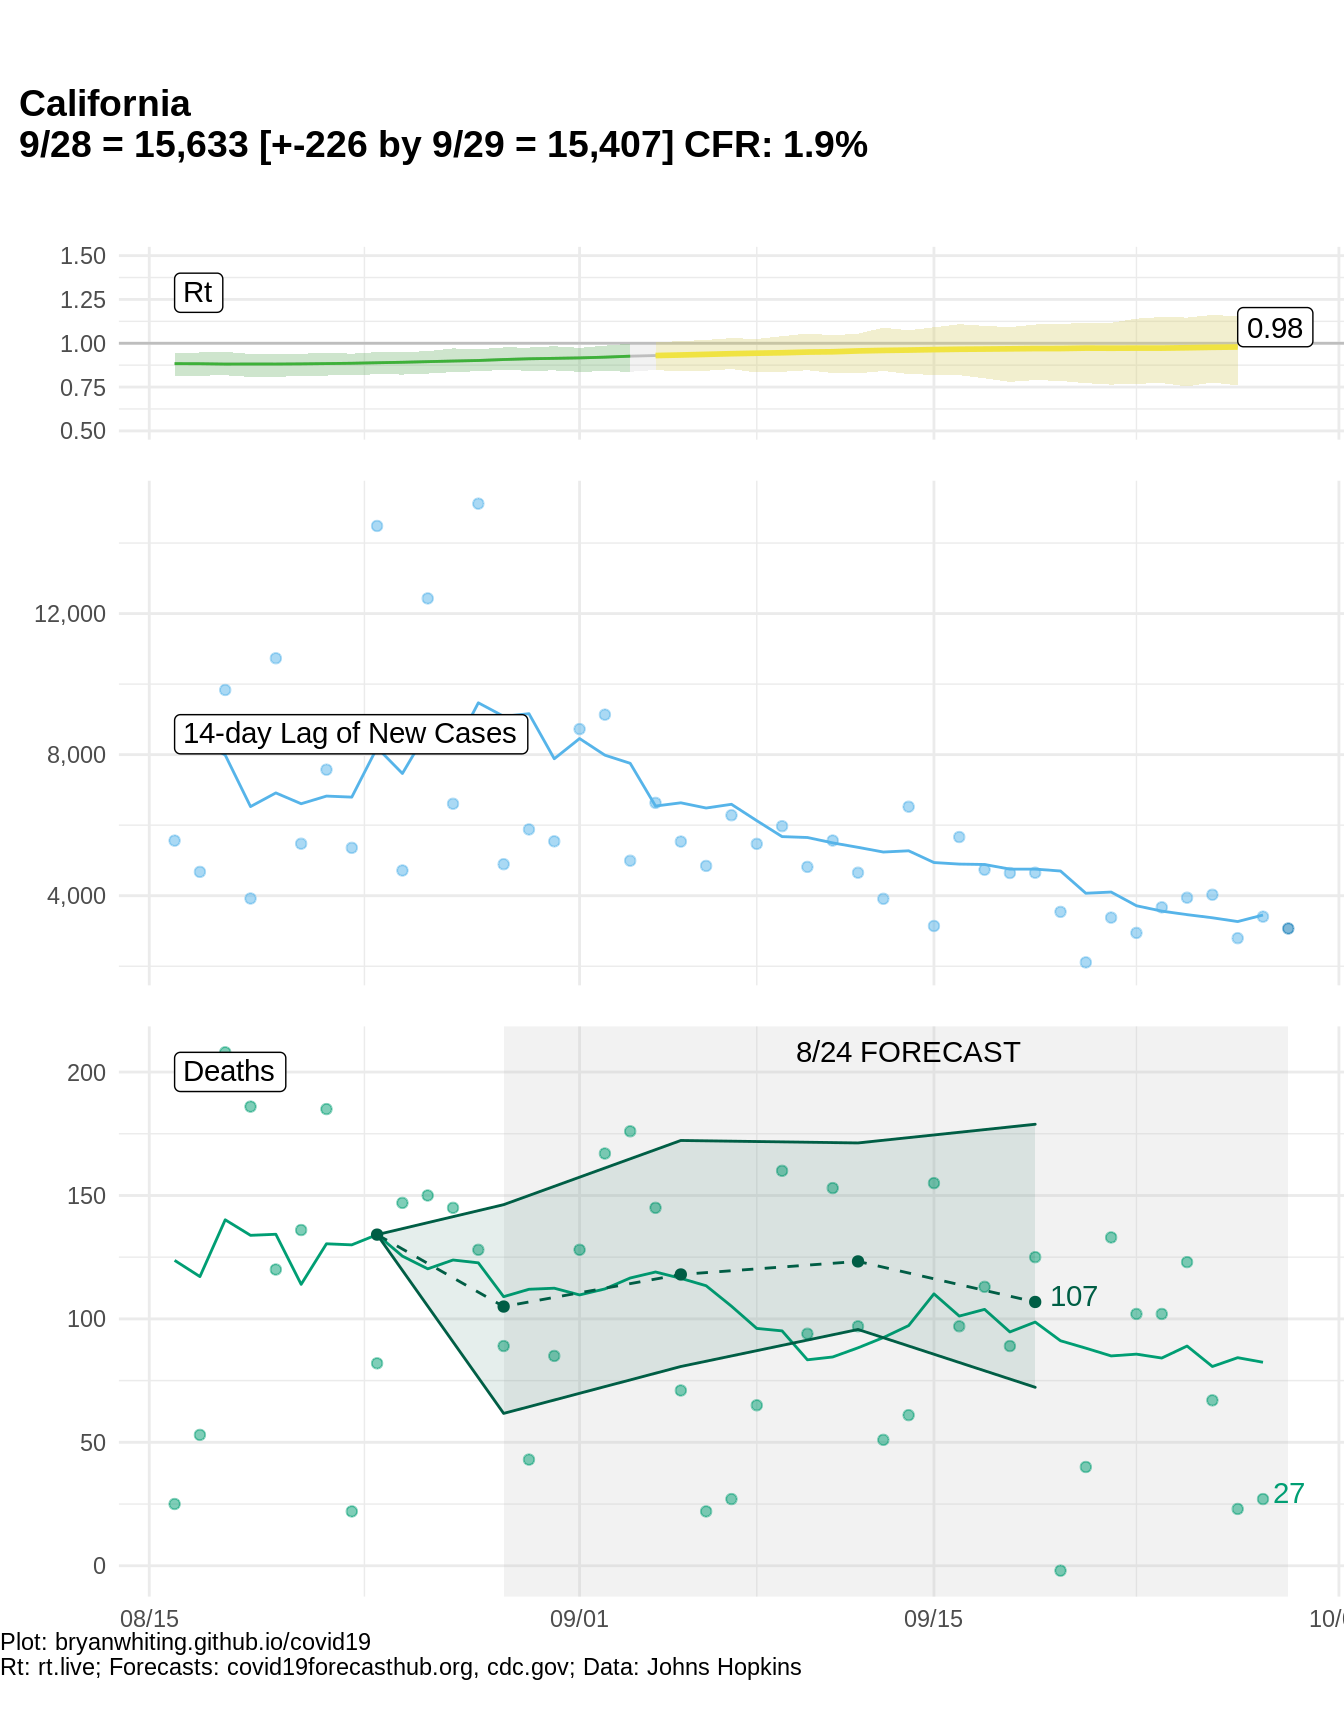 California
9/28 = 15,633 [+-226 by 9/29 = 15,407] CFR: 1.9%
1.50
1.25
1.00
0.75
0.50
Rt
0.98
12,000
8,000
4,000
14-day Lag of New Cases
200
150
100
50
0
Deaths
8/24 FORECAST
107
27
08/15
09/01
09/15
10/
Plot: bryanwhiting.github.io/covid19
Rt: rt.live; Forecasts: covid19forecasthub.org, cdc.gov; Data: Johns Hopkins